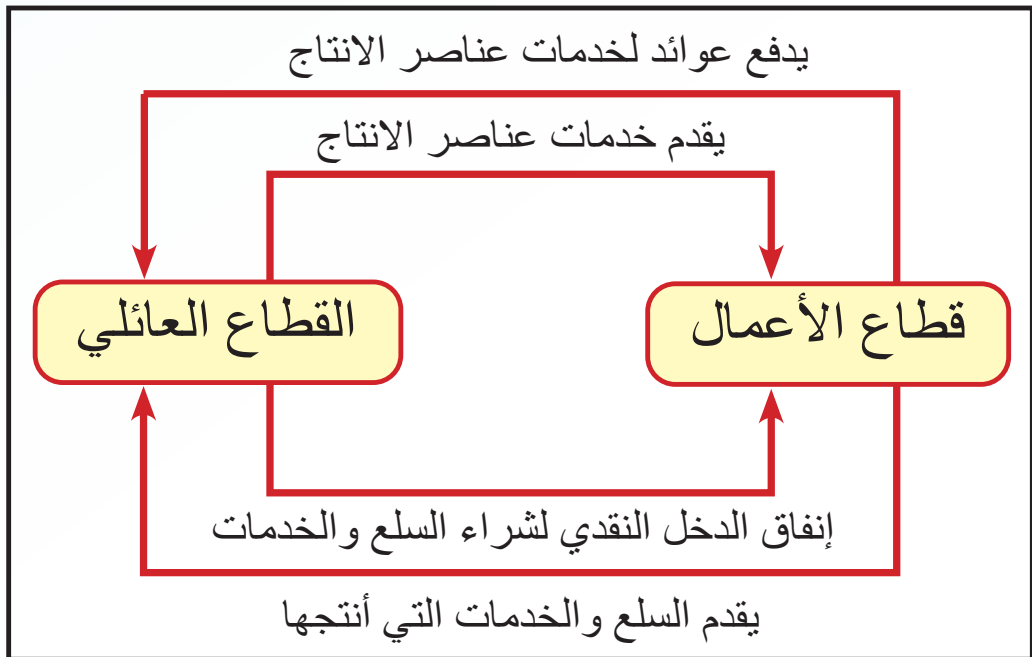 يدفع عوائد لخدمات عناصر الانتاج
يقدم خدمات عناصر الانتاج
قطاع الأعمال
القطاع العائلي
إنفاق الدخل النقدي لشراء السلع والخدمات
يقدم السلع والخدمات التي أنتجها